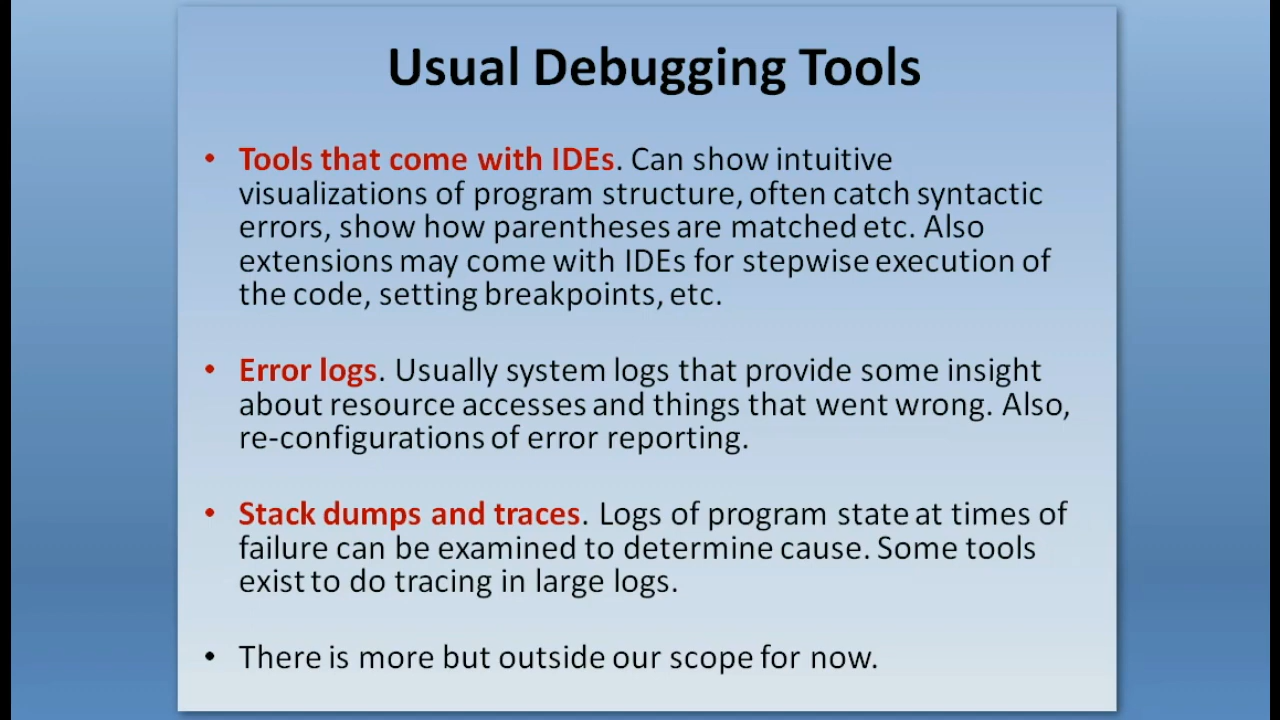 Usual Debugging Tools
• Tools that come with IDEs. Can show intuitive
visualizations of program structure, often catch syntactic
errors, show how parentheses are matched etc. Also
extensions may come with IDEs for stepwise execution of
the code, setting breakpoints, etc.
• Error logs. Usually system logs that provide some insight
about resource accesses and things that went wrong. Also,
re-configurations of error reporting.
• Stack dumps and traces. Logs of program state at times of
failure can be examined to determine cause. Some tools
exist to do tracing in large logs.
• There is more but outside our scope for now.